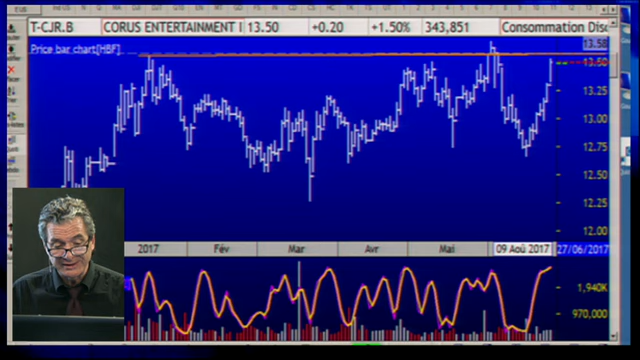 T-CJR.B CORUS ENTERTAINMENT I 13.50 +0.20 +1.50% 343,851 Consommation Disc
Price bar chart[HBF]
13.58
13.50
13.25
13.00
12.75
12.50
12.25
12.00
2017 Fév Mar Avr Mai 09 Aoû 2017 27/06/2017
1,940K
970,000